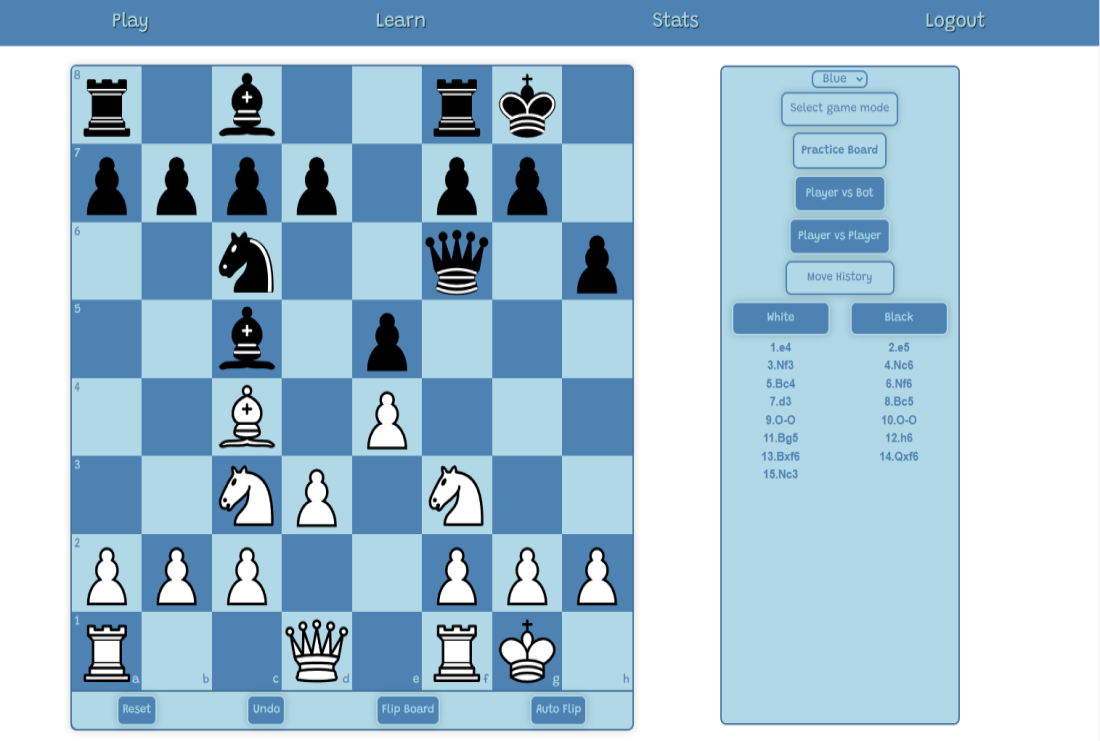 Play Learn Stats Logout
8
7
6
5
4
3
2
1
a b c d e f g h
Reset Undo Flip Board Auto Flip
Blue
Select game mode
Practice Board
Player vs Bot
Player vs Player
Move History
White Black
1.e4 2.e5
3.Nf3 4.Nc6
5.Bc4 6.Nf6
7.d3 8.Bc5
9.O-O 10.O-O
11.Bg5 12.h6
13.Bxf6 14.Qxf6
15.Nc3